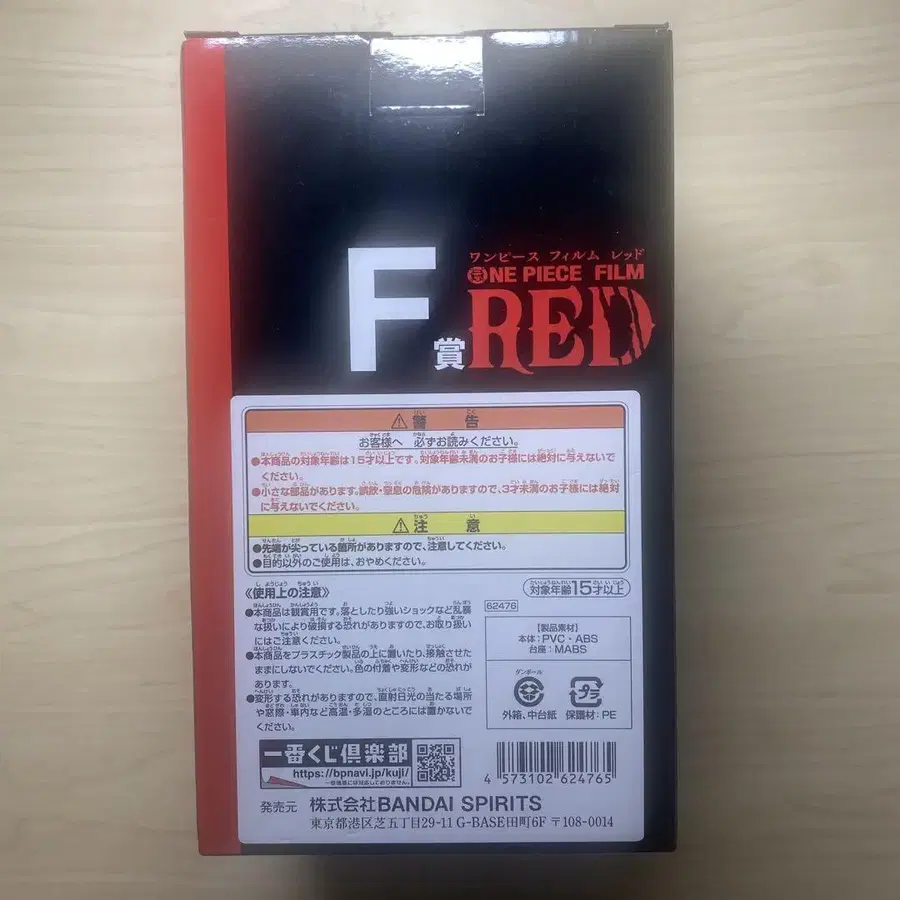 F賞
ワンピース フィルム レッド
ONE PIECE FILM
RED
⚠警告
お客様へ 必ずお読みください。
●本商品の対象年齢は15才以上です。対象年齢未満のお子様には絶対に与えないで
ください。
●小さな部品があります。誤飲・窒息の危険がありますので、3才未満のお子様には絶対
に与えないでください。
⚠注意
●先端が尖っている箇所がありますので、注意してください。
●目的以外のご使用は、おやめください。
《使用上の注意》
●本商品は観賞用です。落としたり強いショックなど乱暴
な扱いにより破損する恐れがありますので、お取り扱い
にはご注意ください。
●本商品をプラスチック製品の上に置いたり、接触させた
ままにしないでください。色の付着や変形などの恐れが
あります。
●変形する恐れがありますので、直射日光の当たる場所
や窓際・車内など高温・多湿のところには置かないで
ください。
対象年齢15才以上
62476
【製品素材】
本体:PVC・ABS
台座:MABS
ダンボール
外箱、中台紙
プラ
保護材:PE
一番くじ倶楽部
https://bpnavi.jp/kuji/
4 573102 624765
発売元 株式会社BANDAI SPIRITS
東京都港区芝五丁目29-11 G-BASE田町6F 〒108-0014